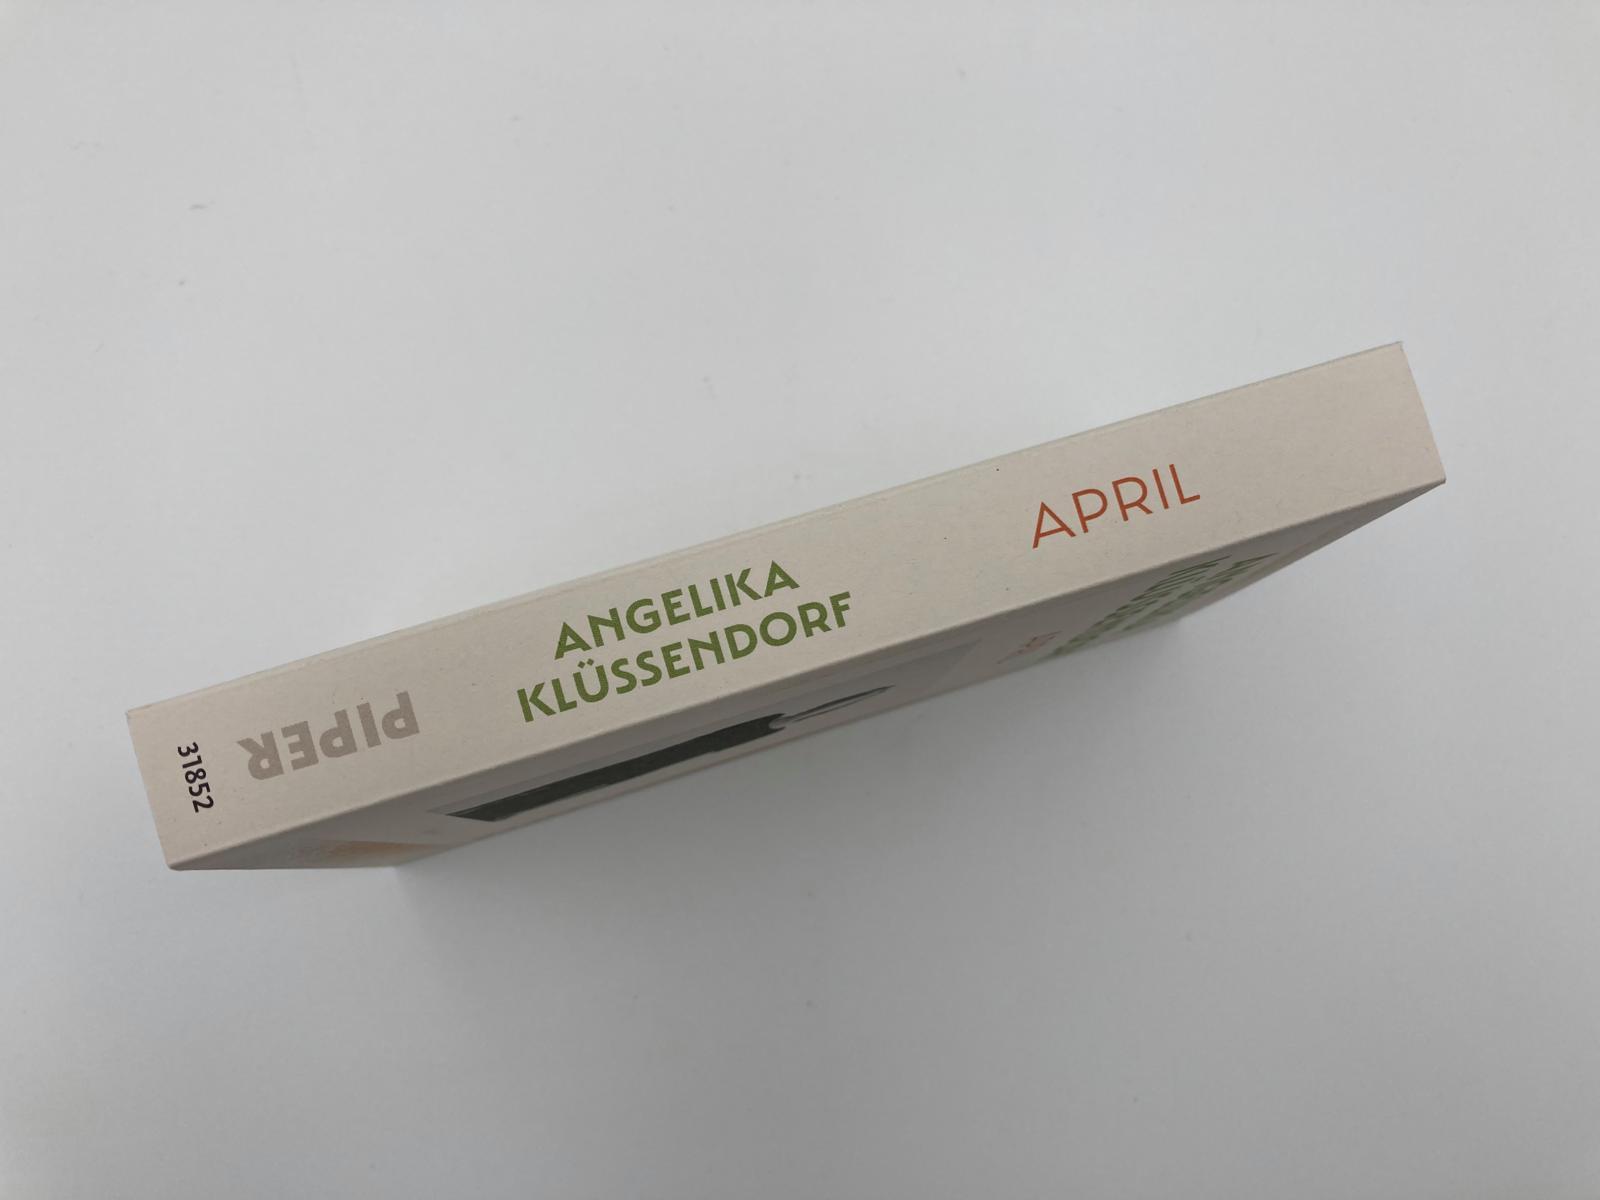 APRIL
ANGELIKA
KLÜSSENDORF
PIPER
31852